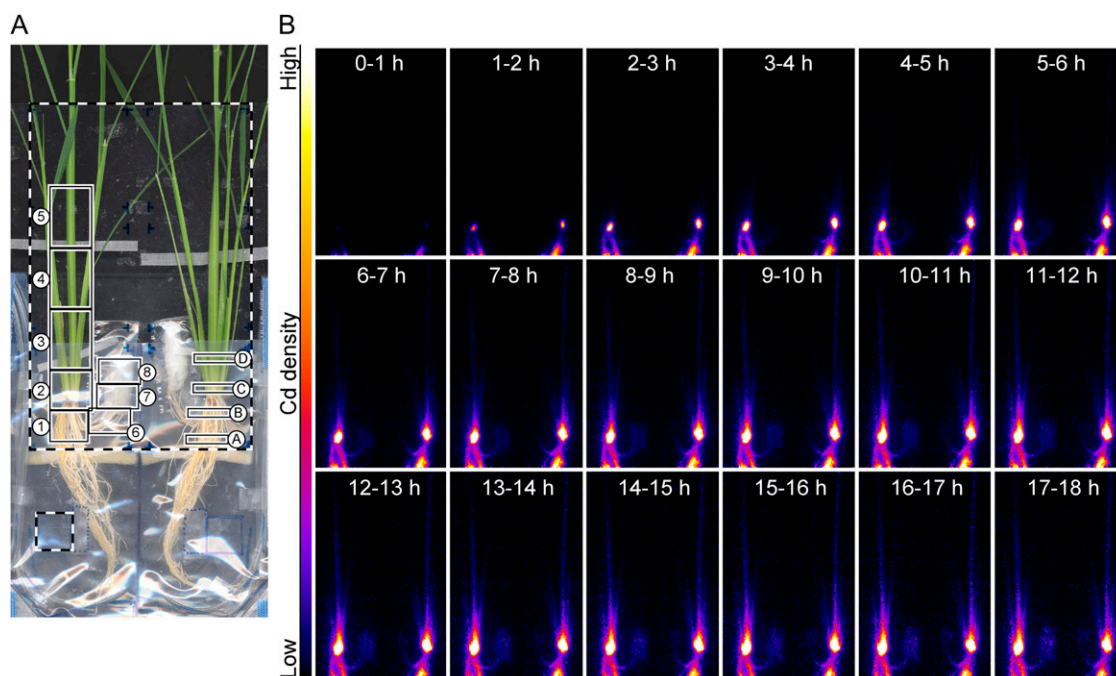 A
B
High
Cd density
Low
5
4
3
2
1
8
7
6
D
C
B
A
0-1 h
1-2 h
2-3 h
3-4 h
4-5 h
5-6 h
6-7 h
7-8 h
8-9 h
9-10 h
10-11 h
11-12 h
12-13 h
13-14 h
14-15 h
15-16 h
16-17 h
17-18 h